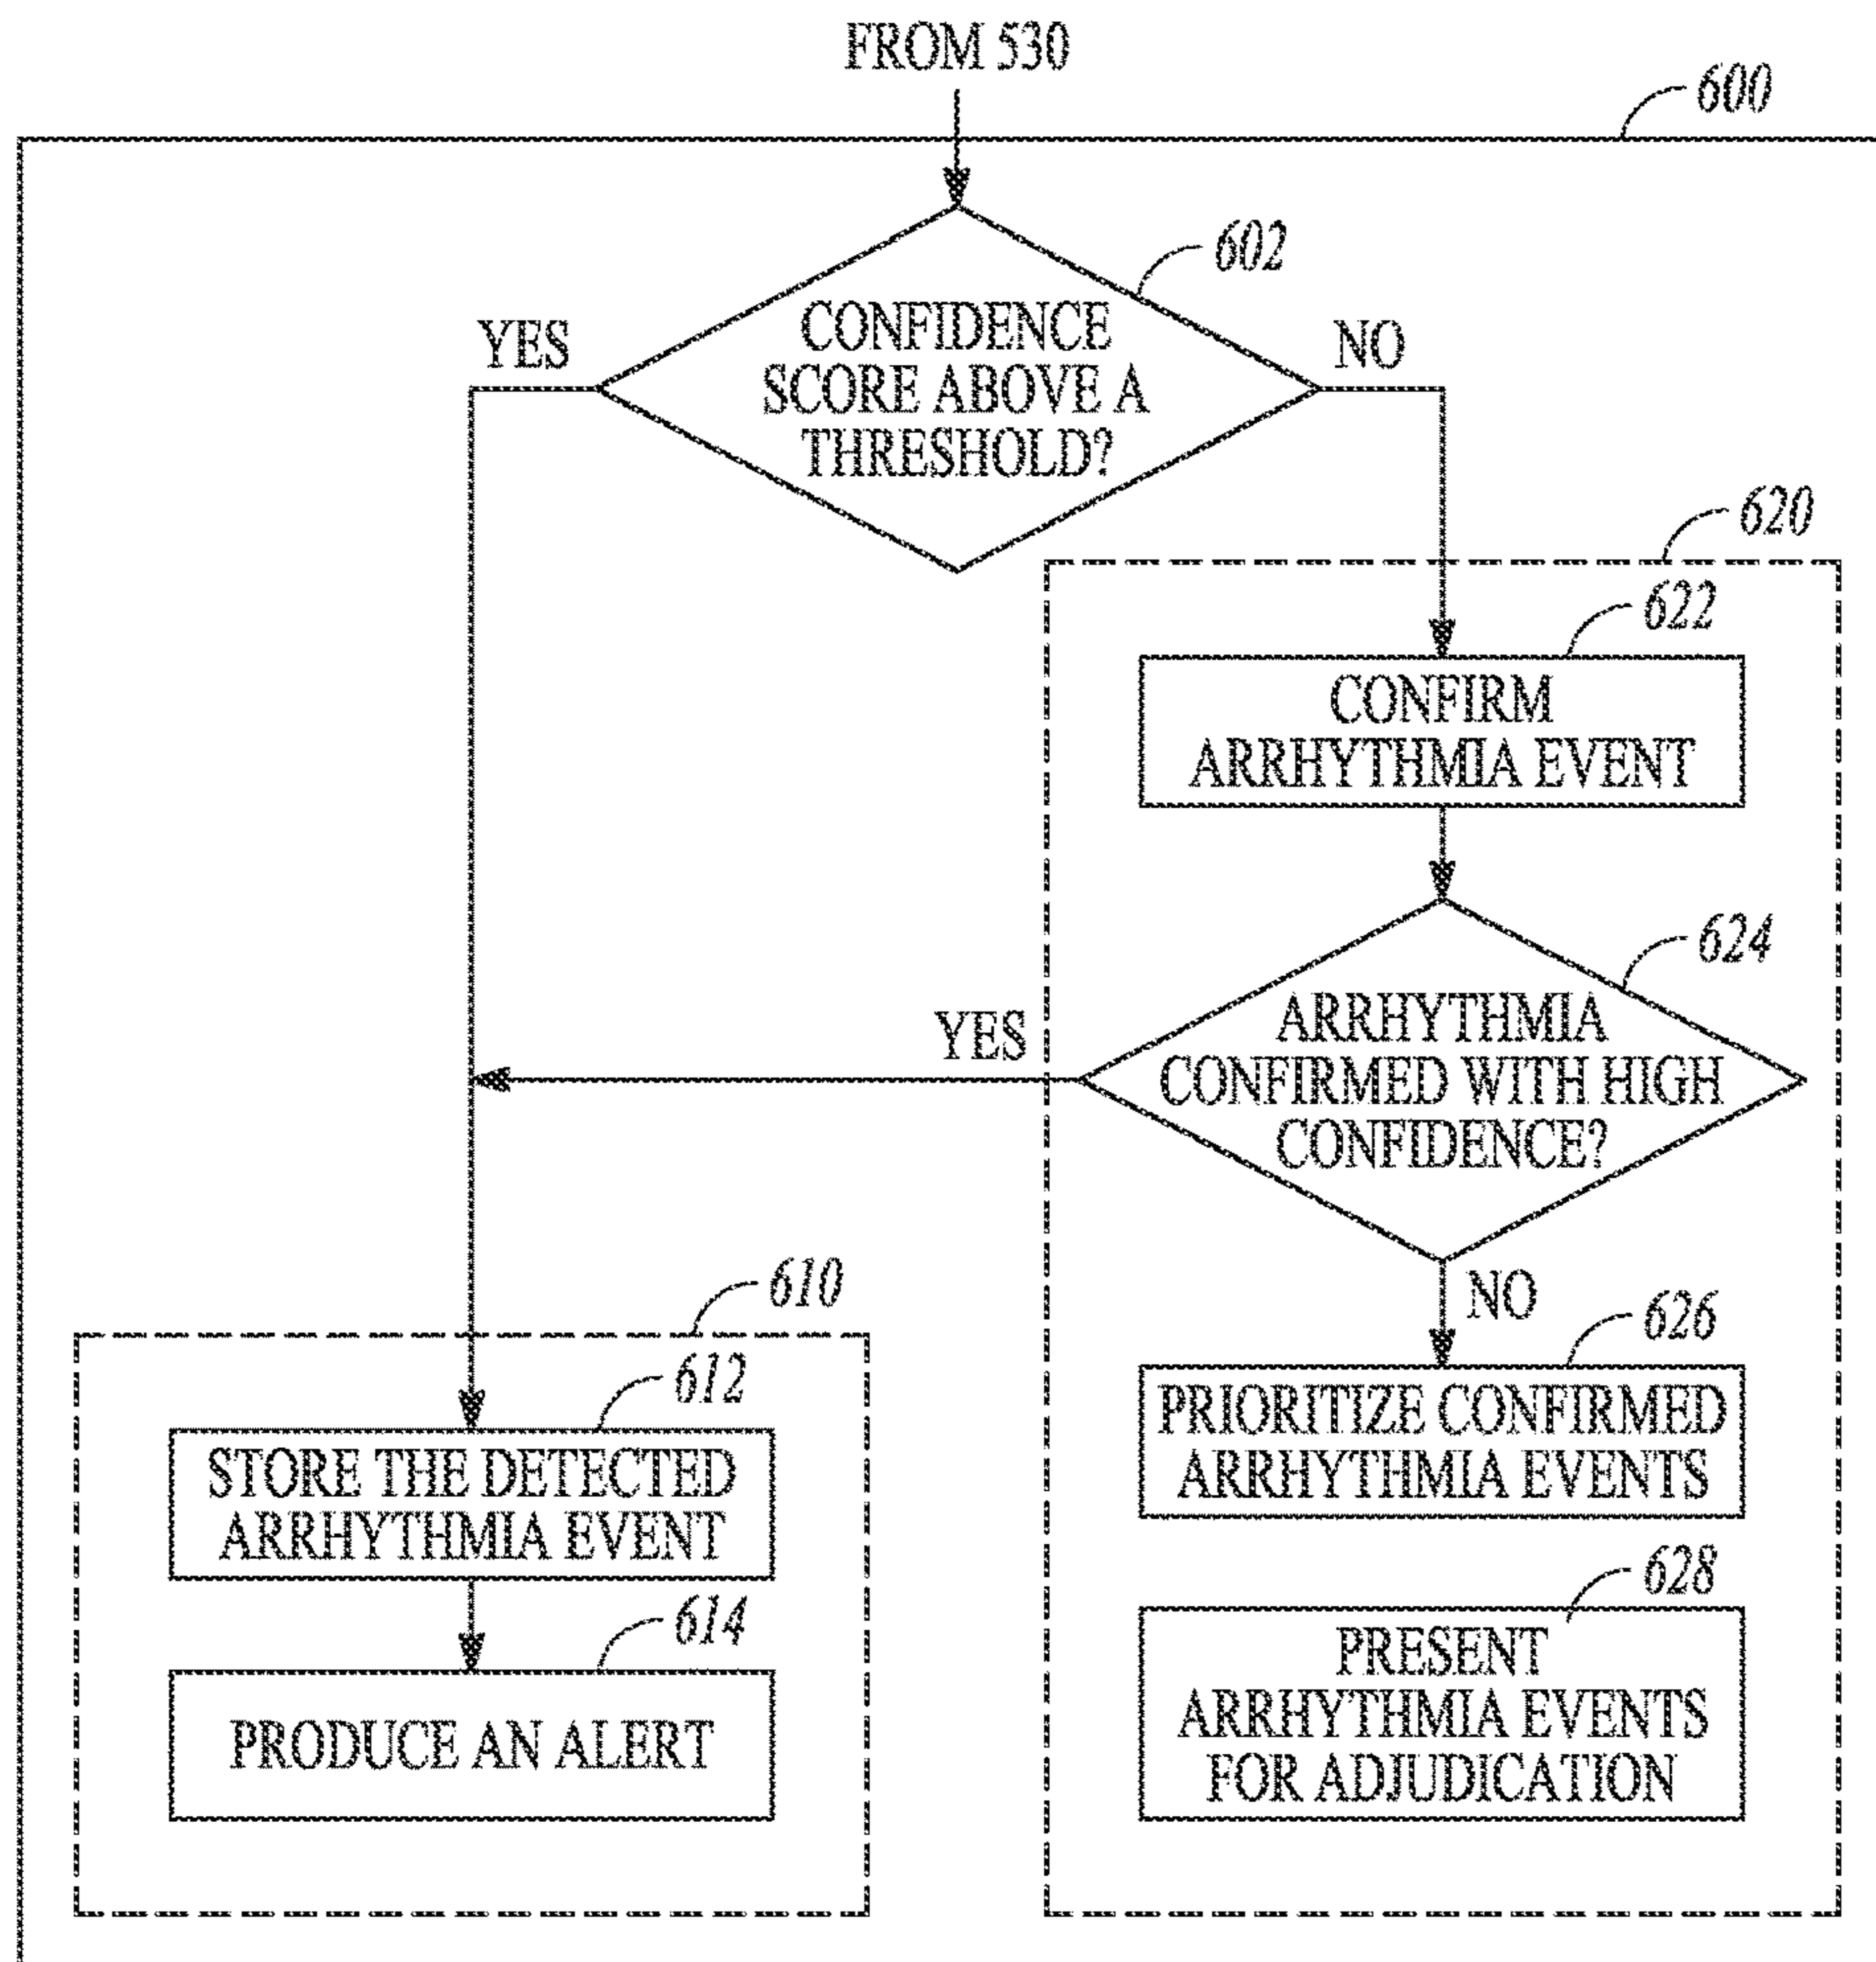 FROM 530
600
602
CONFIDENCE
SCORE ABOVE A
THRESHOLD?
YES
NO
620
622
CONFIRM
ARRHYTHMIA EVENT
624
ARRHYTHMIA
CONFIRMED WITH HIGH
CONFIDENCE?
YES
NO
610
612
STORE THE DETECTED
ARRHYTHMIA EVENT
614
PRODUCE AN ALERT
626
PRIORITIZE CONFIRMED
ARRHYTHMIA EVENTS
628
PRESENT
ARRHYTHMIA EVENTS
FOR ADJUDICATION